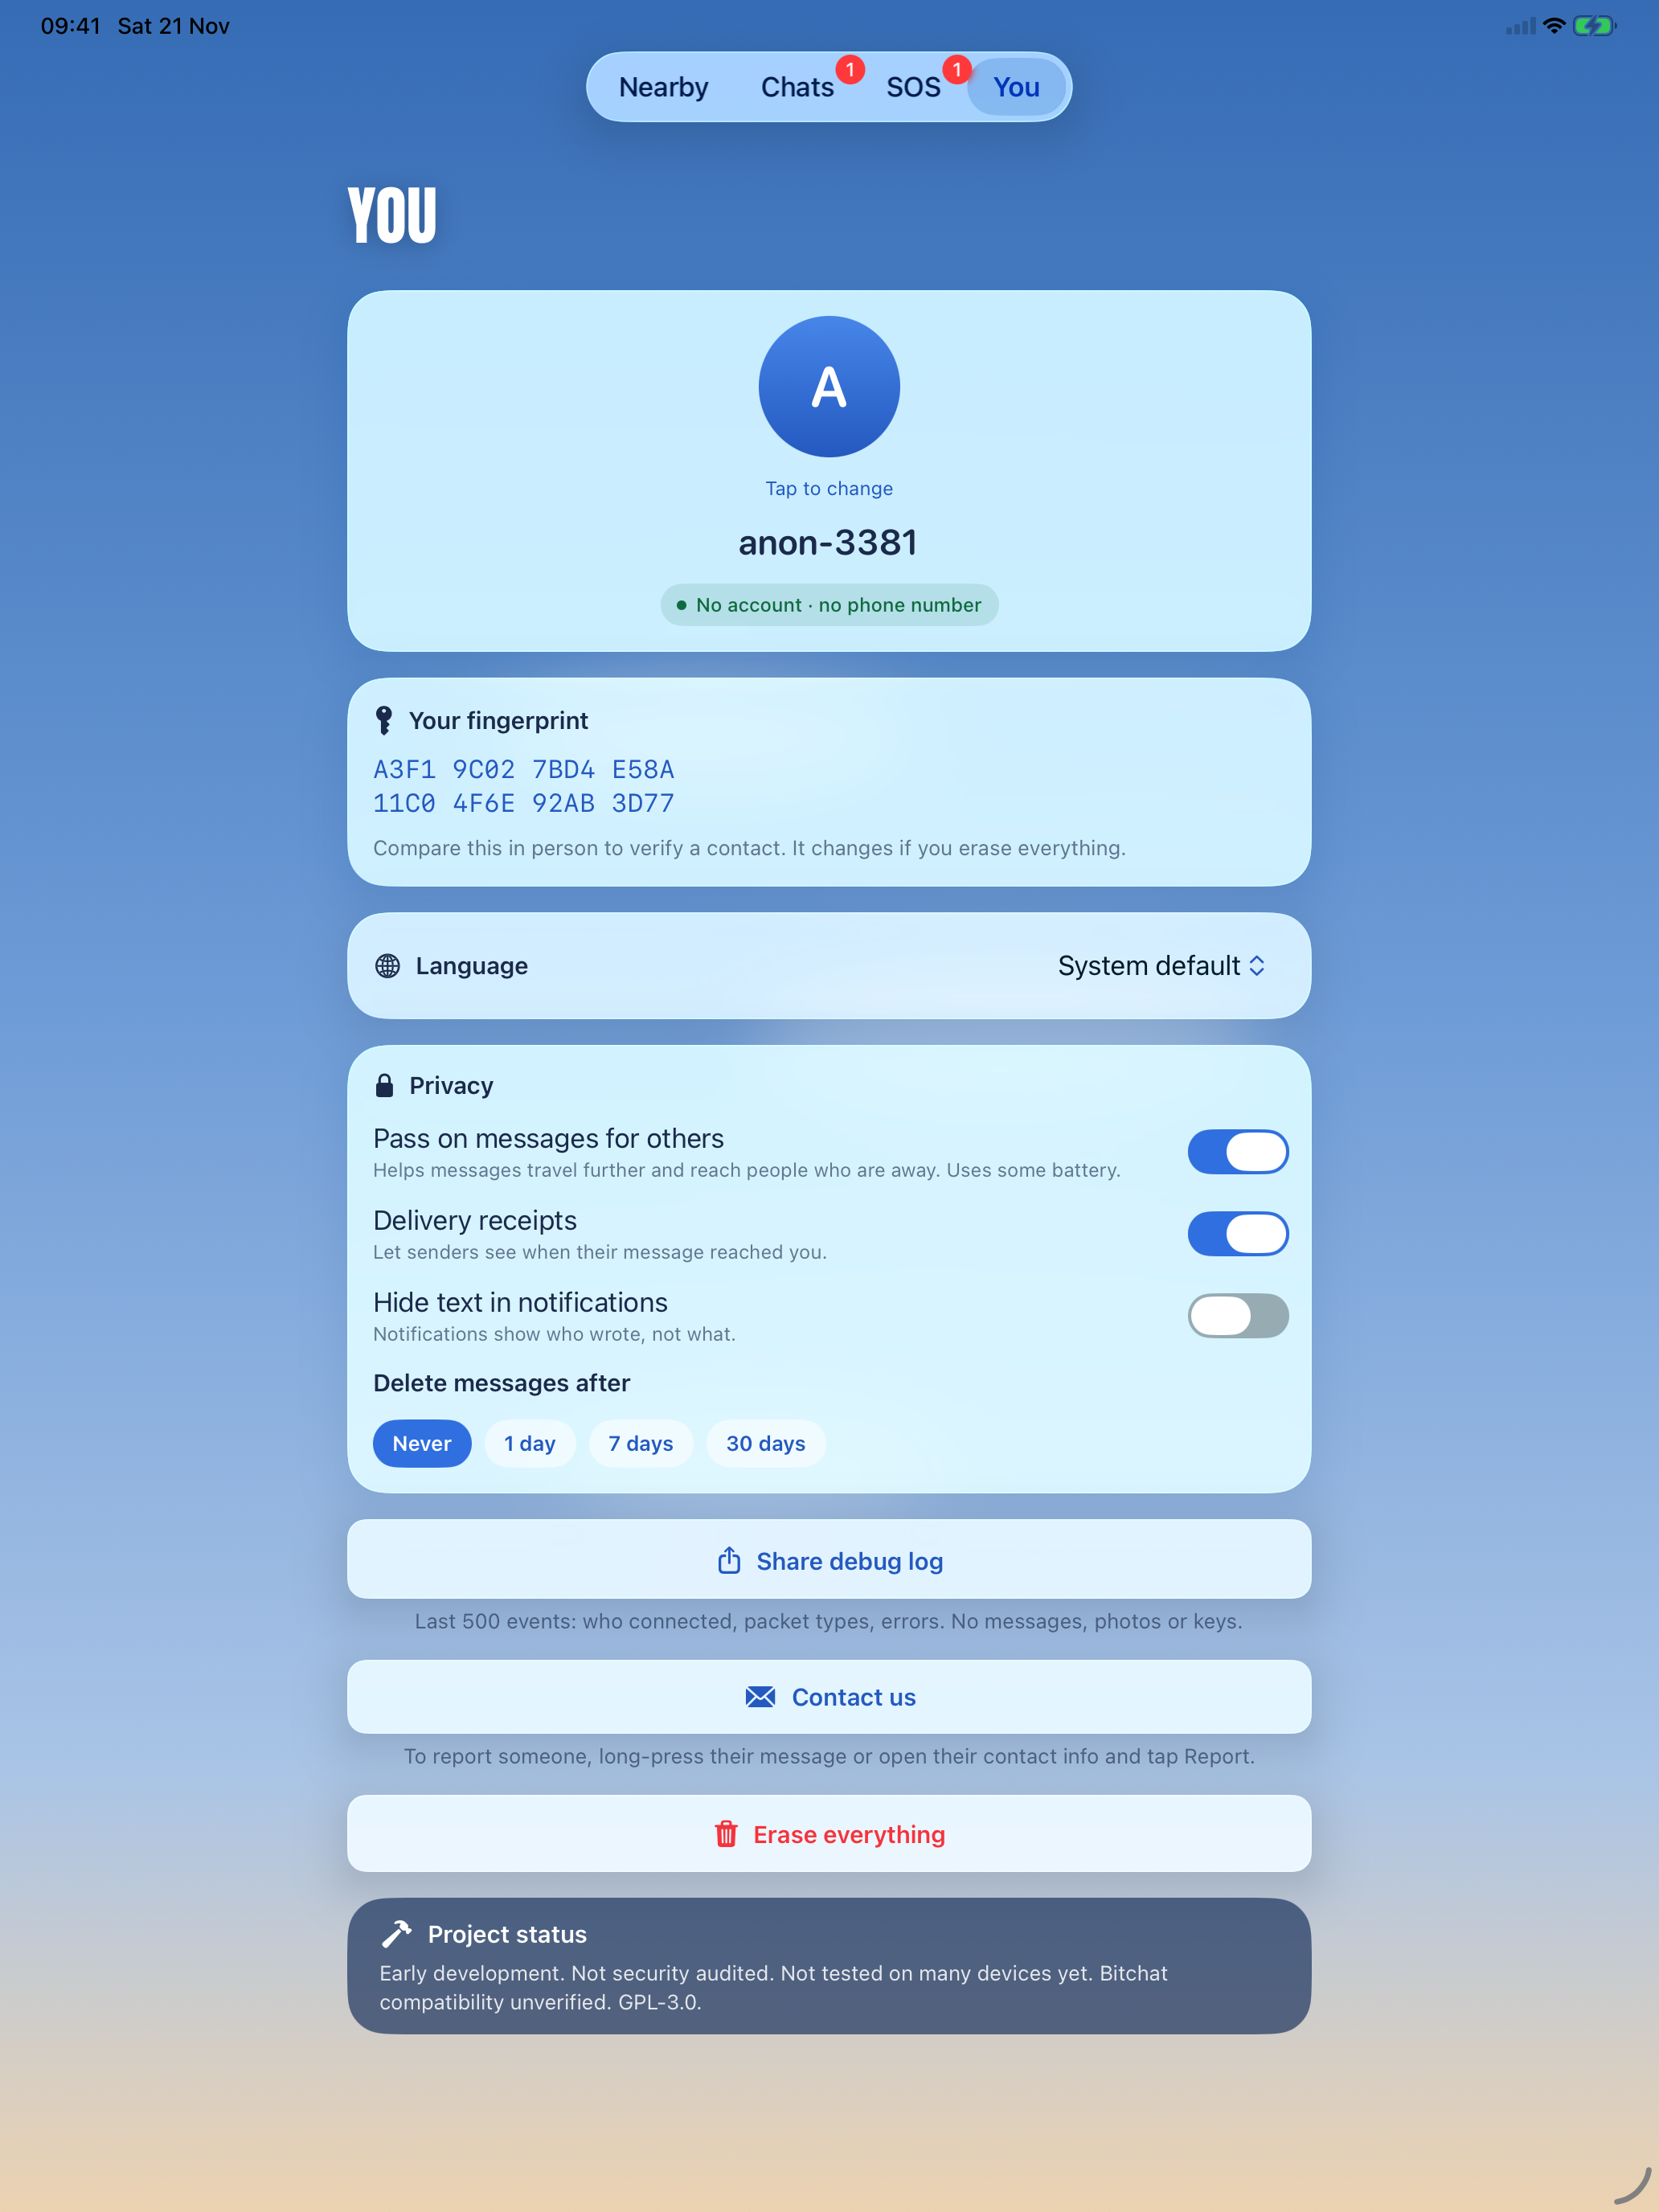 09:41 Sat 21 Nov
Nearby
Chats
1
SOS
1
You
YOU
A
Tap to change
anon-3381
No account · no phone number
Your fingerprint
A3F1 9C02 7BD4 E58A
11C0 4F6E 92AB 3D77
Compare this in person to verify a contact. It changes if you erase everything.
Language
System default
Privacy
Pass on messages for others
Helps messages travel further and reach people who are away. Uses some battery.
Delivery receipts
Let senders see when their message reached you.
Hide text in notifications
Notifications show who wrote, not what.
Delete messages after
Never
1 day
7 days
30 days
Share debug log
Last 500 events: who connected, packet types, errors. No messages, photos or keys.
Contact us
To report someone, long-press their message or open their contact info and tap Report.
Erase everything
Project status
Early development. Not security audited. Not tested on many devices yet. Bitchat
compatibility unverified. GPL-3.0.